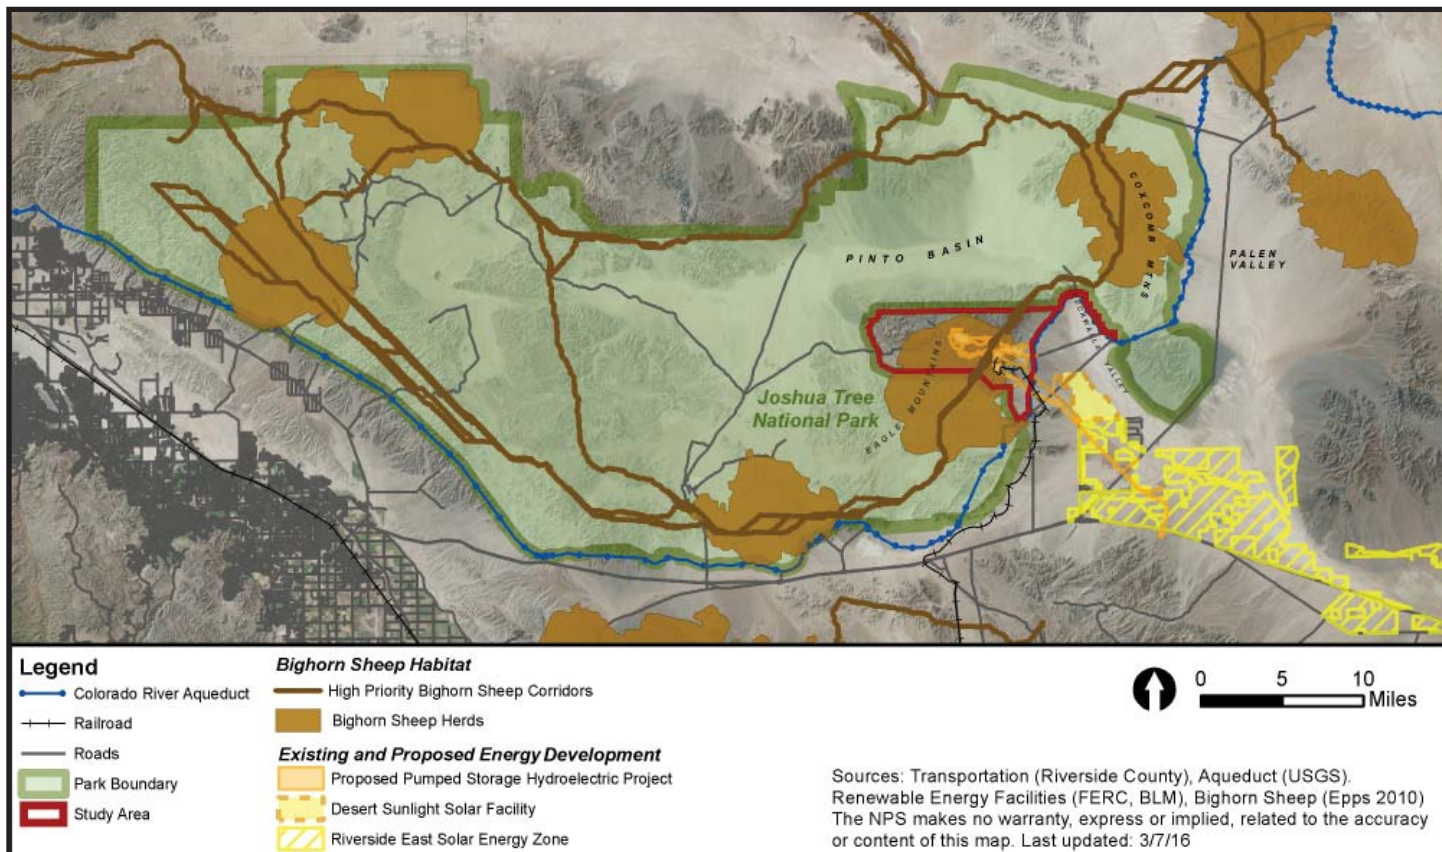 COXCOMB MTNS
PINTO BASIN
PALEN
VALLEY
CHUCKWALLA VALLEY
EAGLE MOUNTAINS
Joshua Tree
National Park
Legend
Colorado River Aqueduct
Railroad
Roads
Park Boundary
Study Area
Bighorn Sheep Habitat
High Priority Bighorn Sheep Corridors
Bighorn Sheep Herds
Existing and Proposed Energy Development
Proposed Pumped Storage Hydroelectric Project
Desert Sunlight Solar Facility
Riverside East Solar Energy Zone
0 5 10
Miles
Sources: Transportation (Riverside County), Aqueduct (USGS).
Renewable Energy Facilities (FERC, BLM), Bighorn Sheep (Epps 2010)
The NPS makes no warranty, express or implied, related to the accuracy
or content of this map. Last updated: 3/7/16